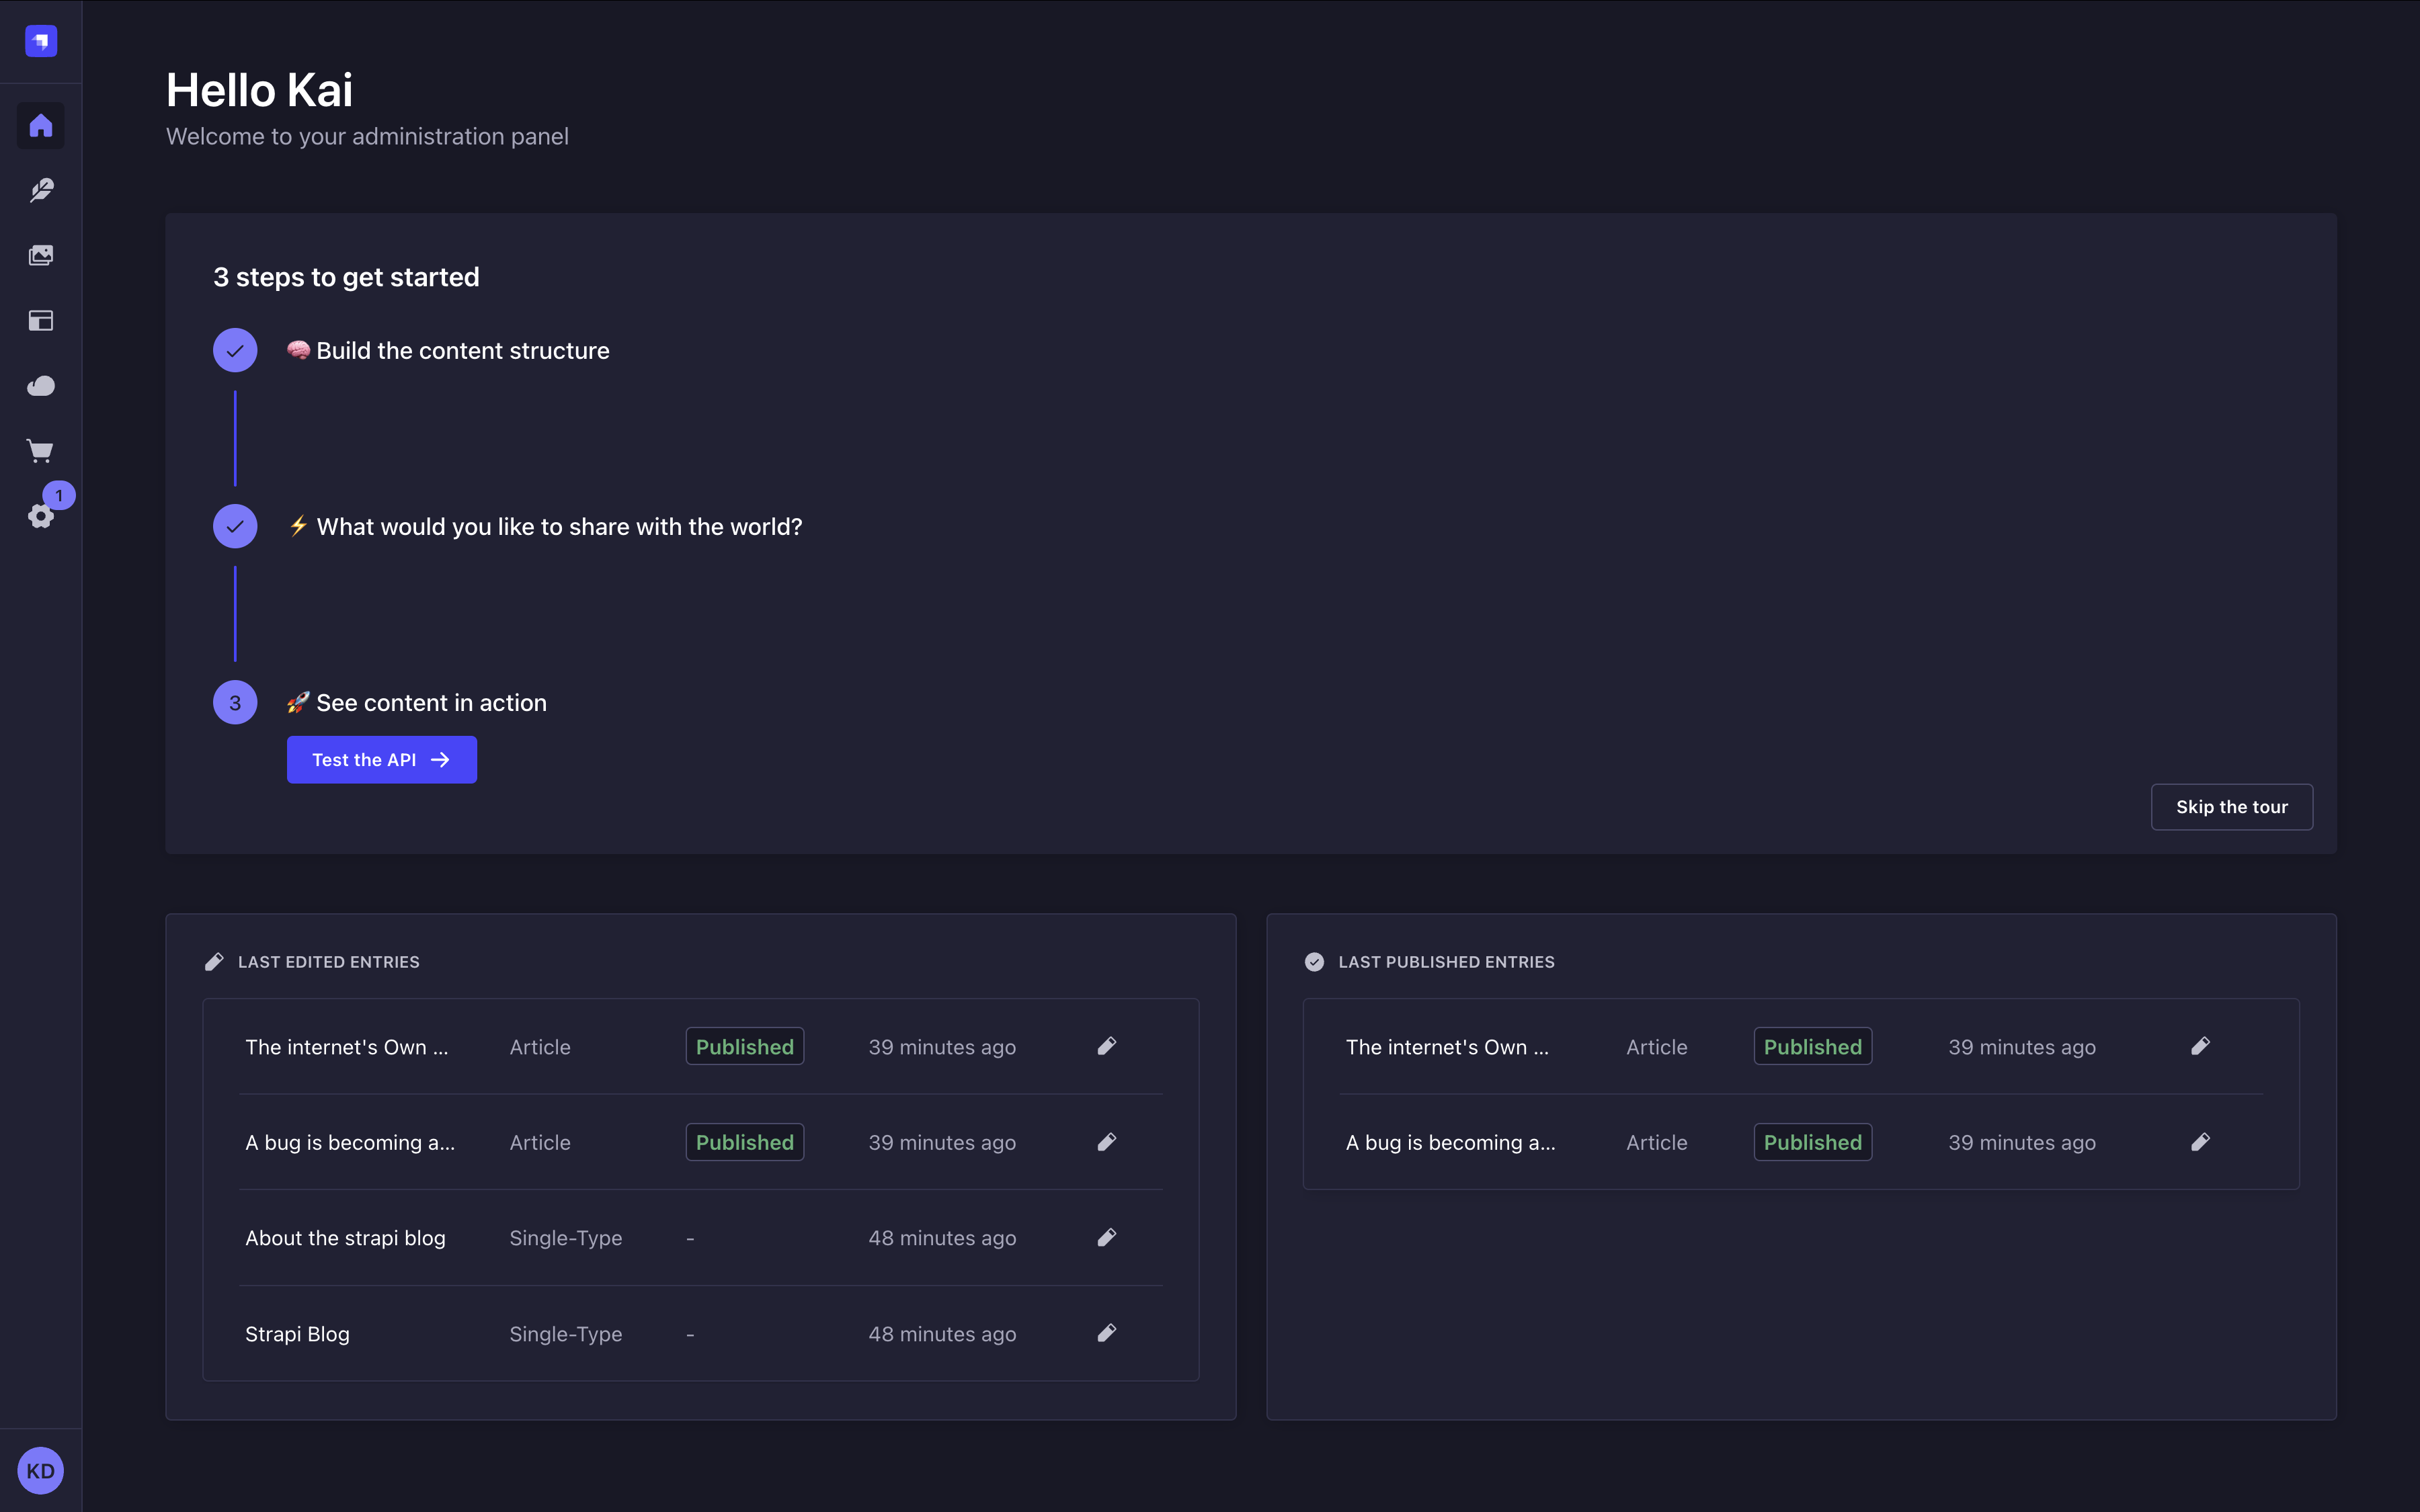 Hello Kai
Welcome to your administration panel
3 steps to get started
🧠 Build the content structure
⚡ What would you like to share with the world?
3 🚀 See content in action
Test the API →
Skip the tour
1
LAST EDITED ENTRIES
The internet's Own ... Article Published 39 minutes ago
A bug is becoming a... Article Published 39 minutes ago
About the strapi blog Single-Type - 48 minutes ago
Strapi Blog Single-Type - 48 minutes ago
LAST PUBLISHED ENTRIES
The internet's Own ... Article Published 39 minutes ago
A bug is becoming a... Article Published 39 minutes ago
KD